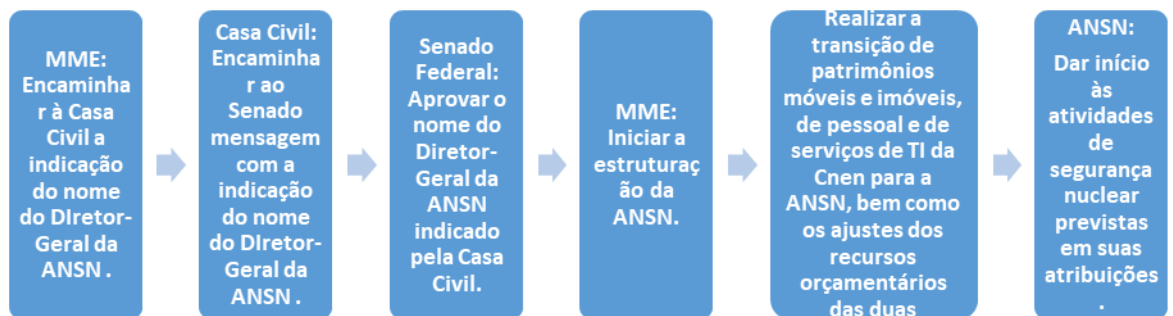 MME:
Encaminha
r à Casa
Civil a
indicação
do nome
do DIretor-
Geral da
ANSN .
Casa Civil:
Encaminha
r ao
Senado
mensagem
com a
indicação
do nome
do DIretor-
Geral da
ANSN .
Senado
Federal:
Aprovar o
nome do
Diretor-
Geral da
ANSN
indicado
pela Casa
Civil.
MME:
Iniciar a
estruturaç
ão da
ANSN.
Realizar a
transição de
patrimônios
móveis e imóveis,
de pessoal e de
serviços de TI da
Cnen para a
ANSN, bem como
os ajustes dos
recursos
orçamentários
das duas
ANSN:
Dar início
às
atividades
de
segurança
nuclear
previstas
em suas
atribuições
.